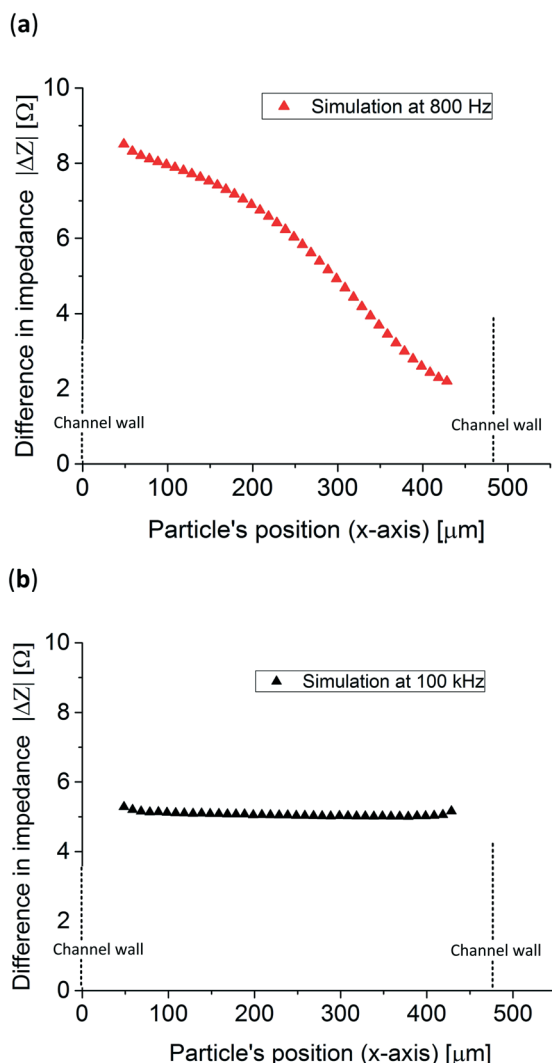 (a)
Difference in impedance |ΔZ| [Ω]
10
8
6
4
2
0
Simulation at 800 Hz
Channel wall
Channel wall
0
100
200
300
400
500
Particle's position (x-axis) [μm]
(b)
Difference in impedance |ΔZ| [Ω]
10
8
6
4
2
0
Simulation at 100 kHz
Channel wall
Channel wall
0
100
200
300
400
500
Particle's position (x-axis) [μm]